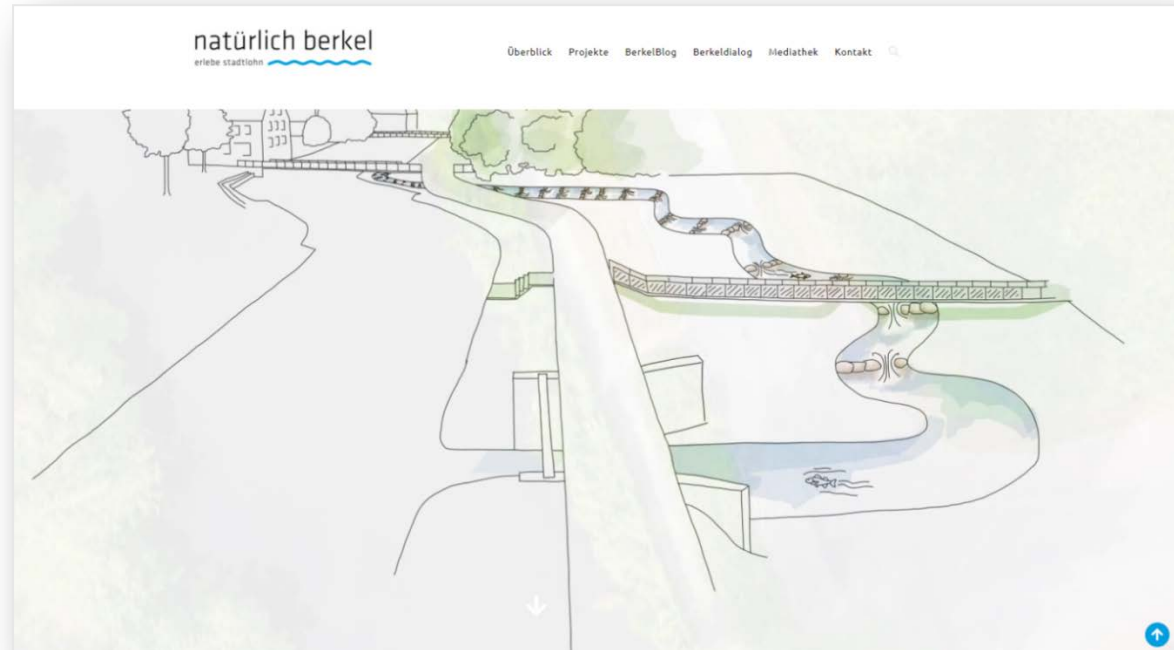 natürlich berkel
erlebe stadtlohn
Überblick Projekte BerkelBlog Berkeldialog Mediathek Kontakt